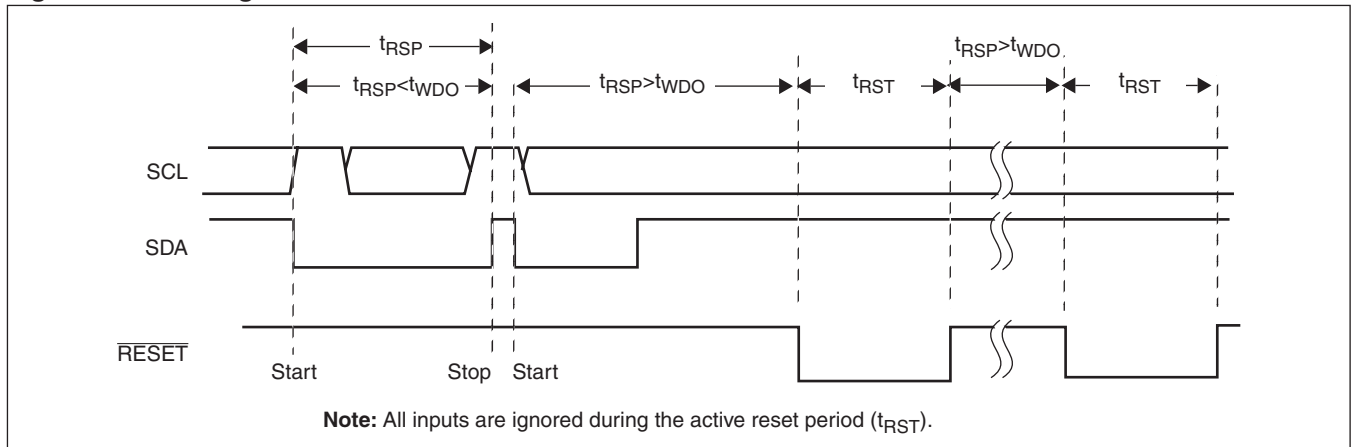 tRSP
tRSP>tWDO
tRSP<tWDO
tRSP>tWDO
tRST
tRST
SCL
SDA
RESET
Start
Stop
Start
Note: All inputs are ignored during the active reset period (tRST).